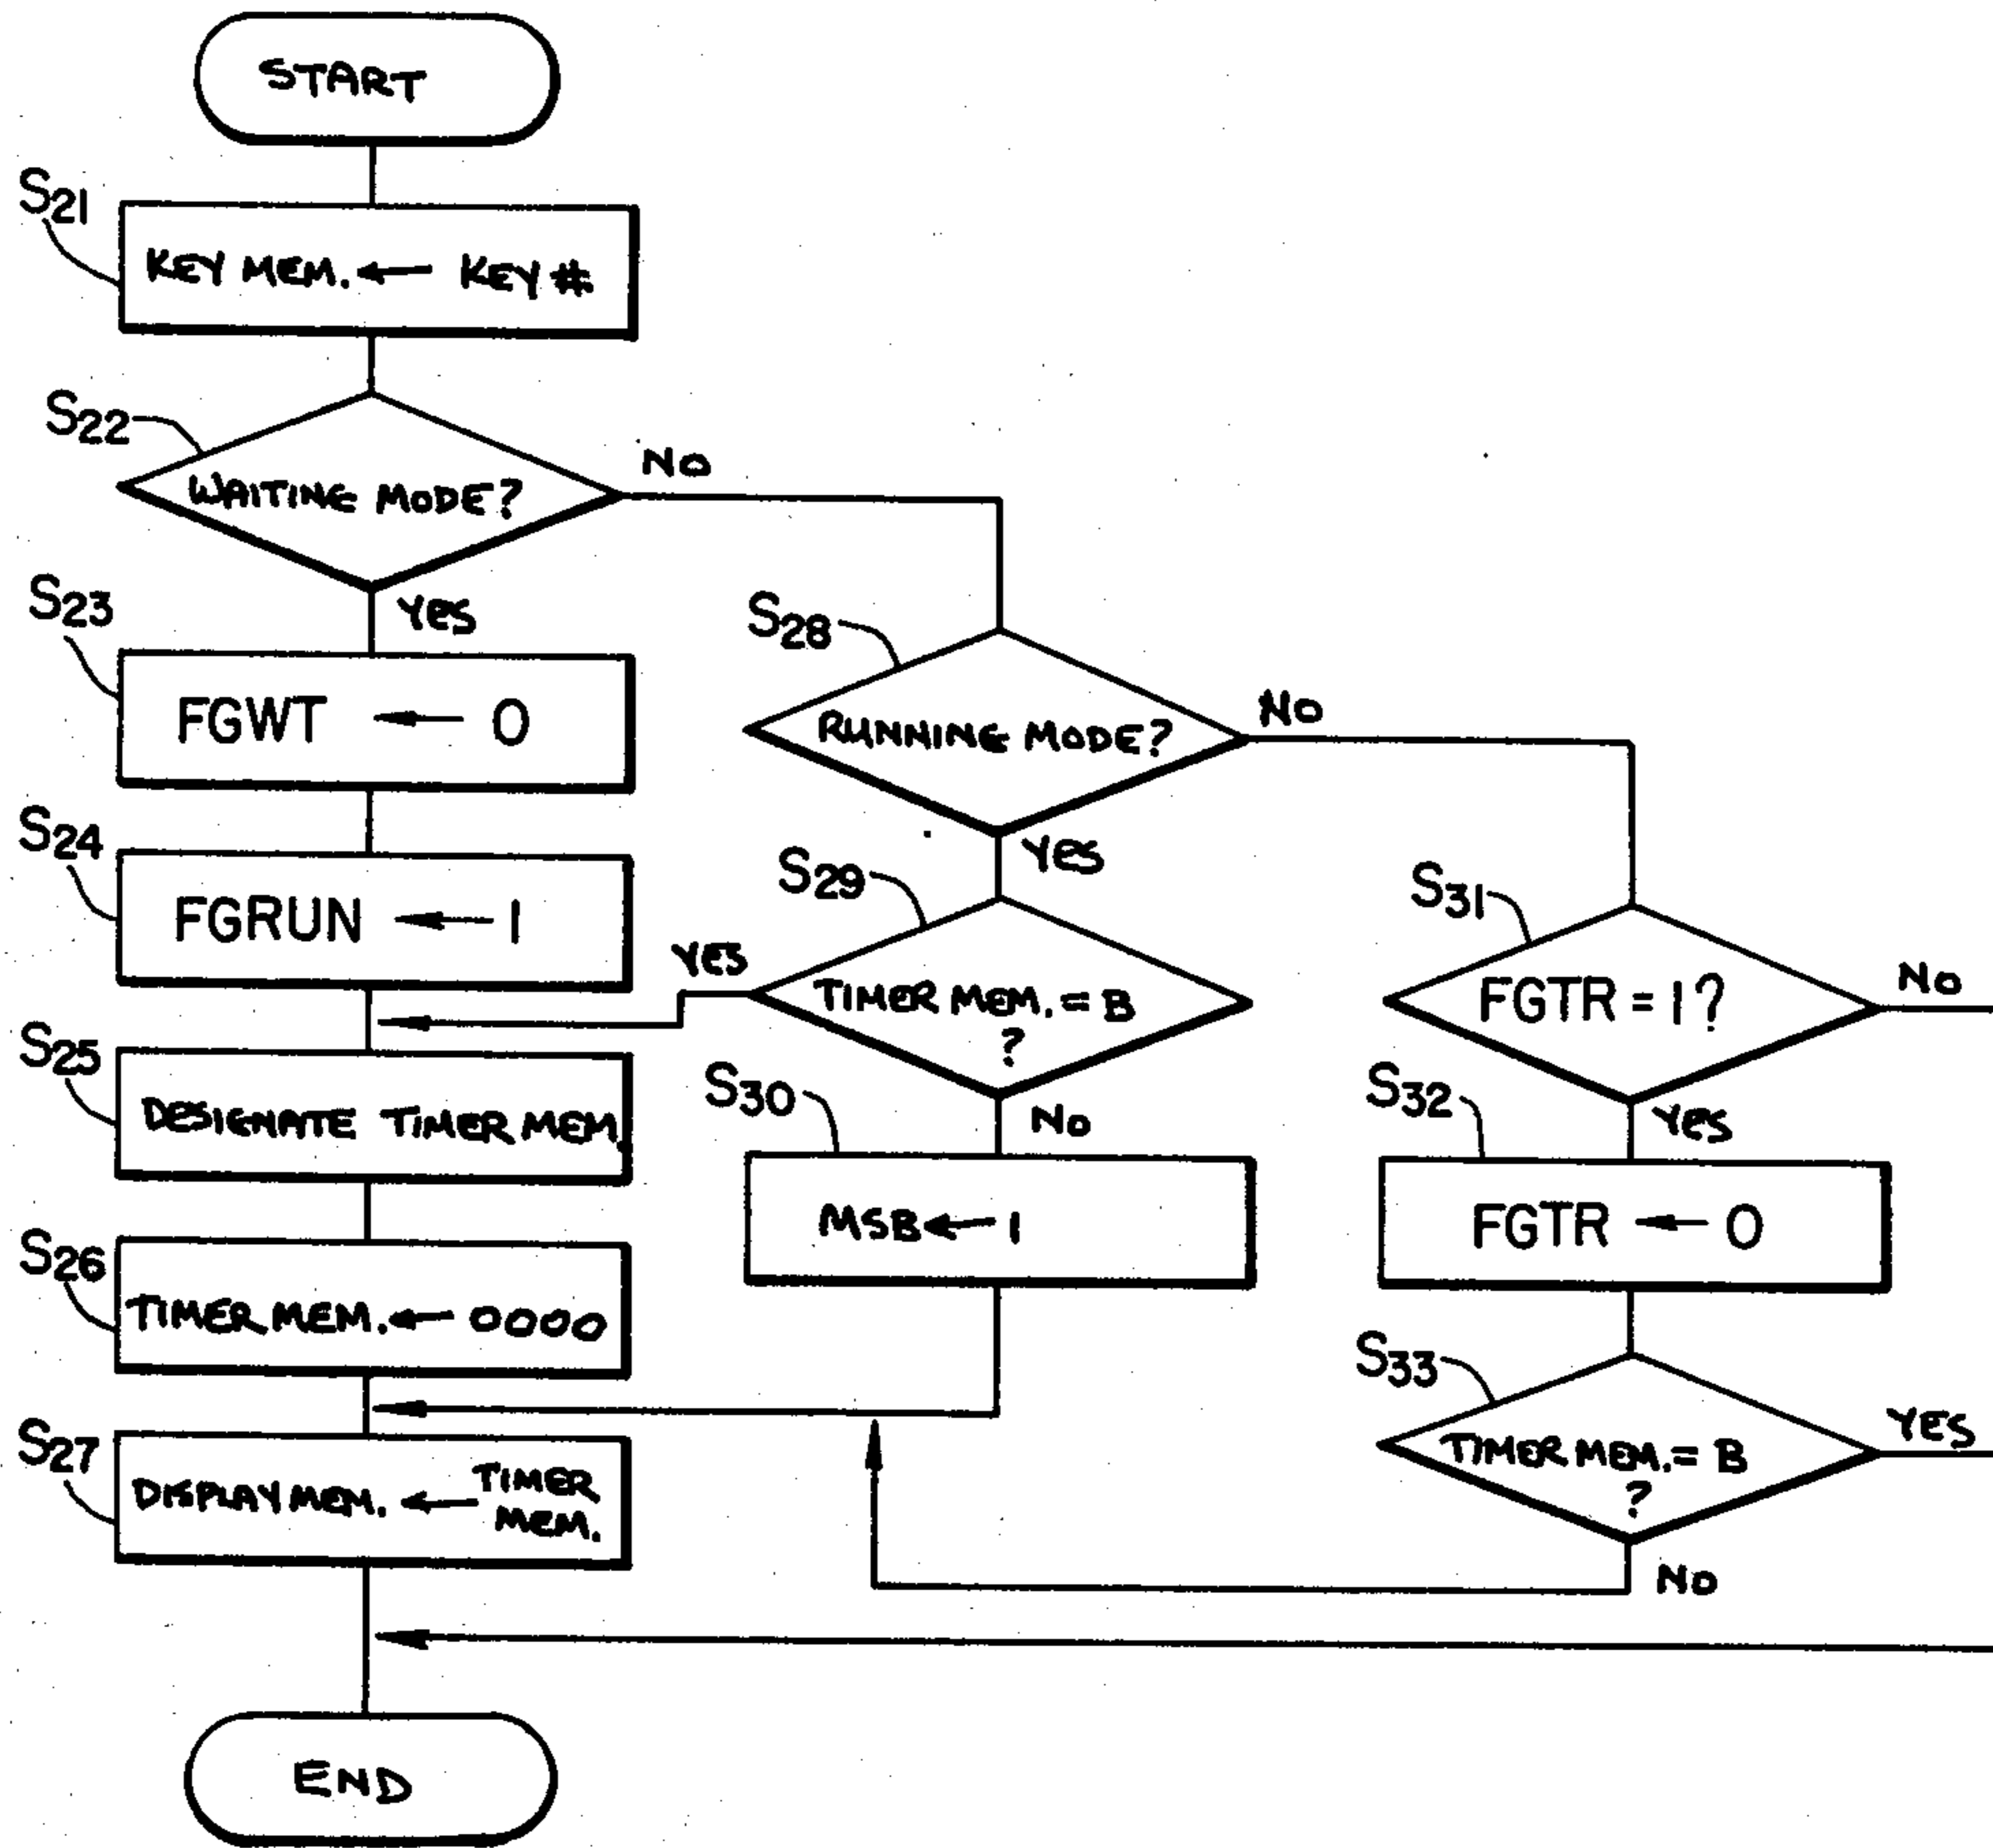 START
S21
KEY MEM. ← KEY #
S22
WAITING MODE?
NO
YES
S23
FGWT ← 0
S24
FGRUN ← 1
S25
DESIGNATE TIMER MEM.
S26
TIMER MEM. ← 0000
S27
DISPLAY MEM. ← TIMER
MEM.
END
S28
RUNNING MODE?
NO
YES
S29
YES
TIMER MEM. = B
?
NO
S30
MSB ← 1
S31
FGTR = 1?
NO
YES
S32
FGTR ← 0
S33
TIMER MEM. = B
?
YES
NO